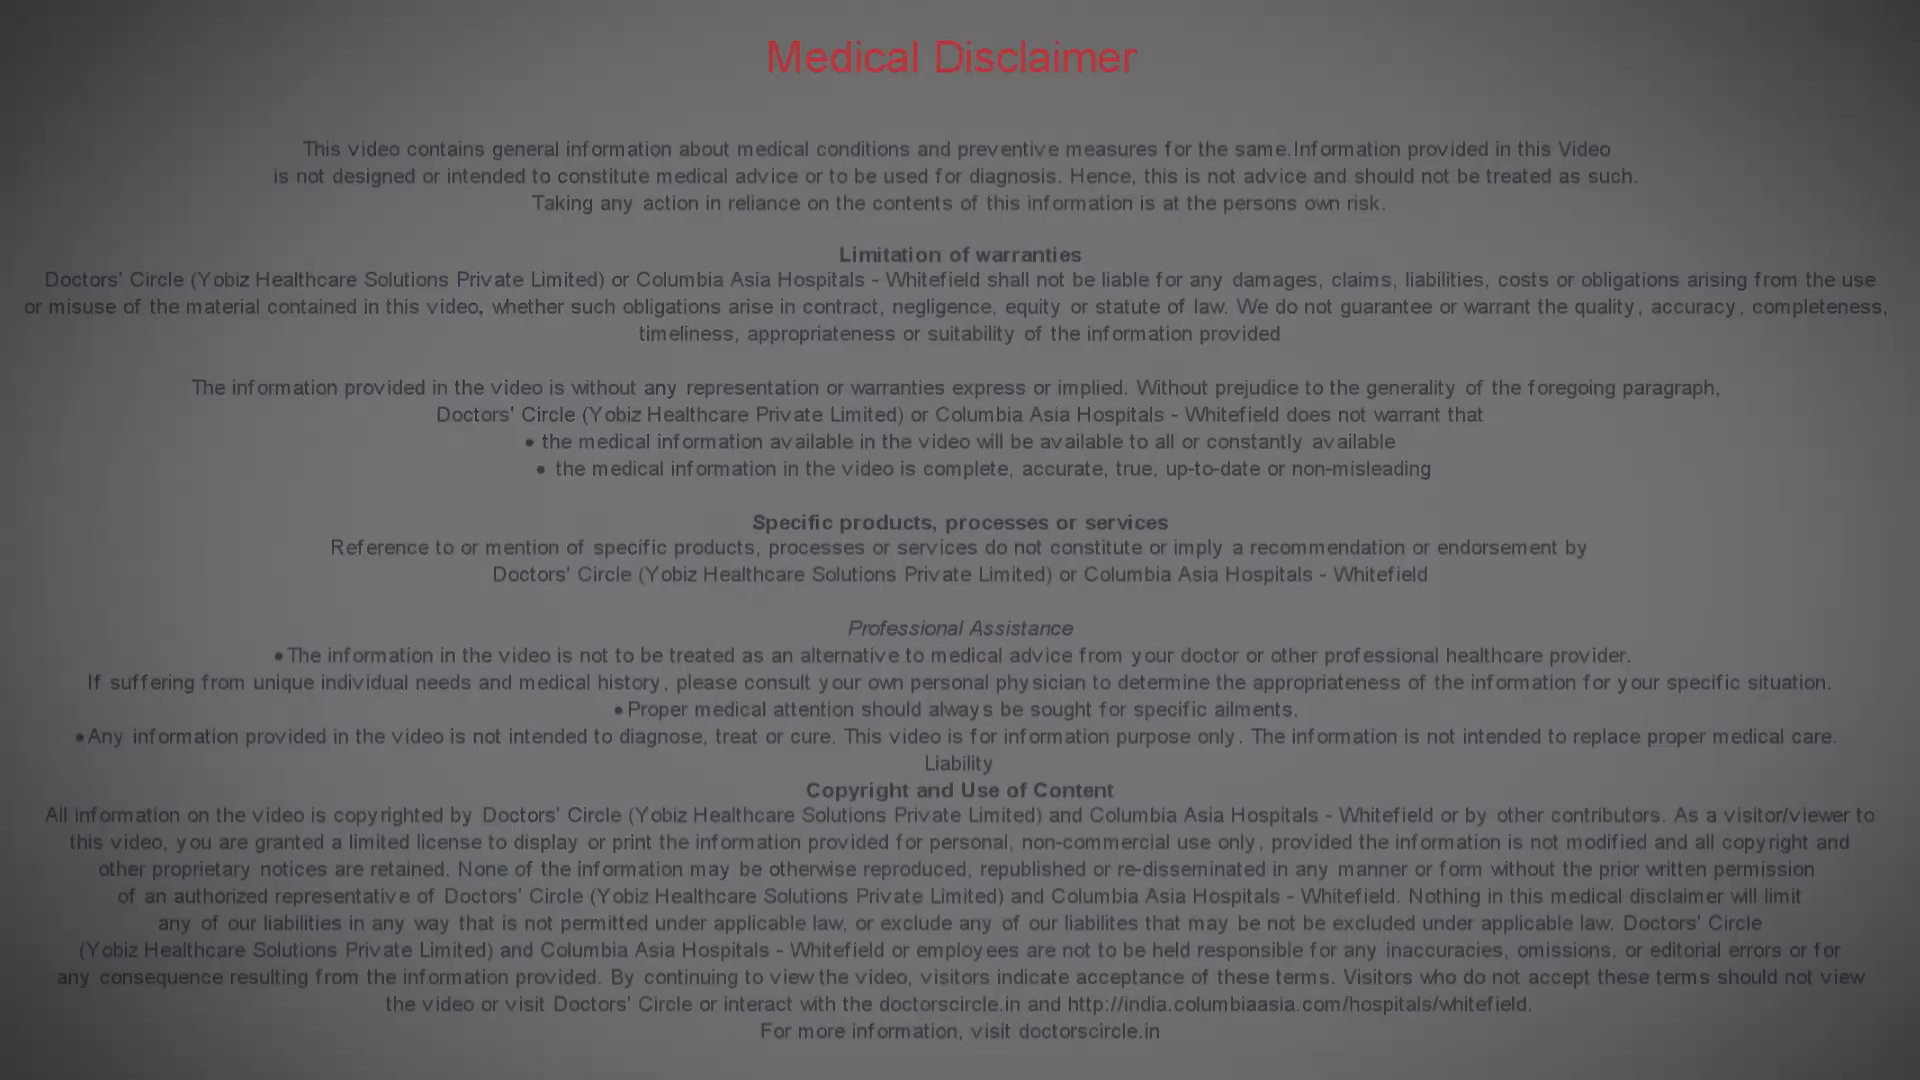 Medical Disclaimer
This video contains general information about medical conditions and preventive measures for the same.Information provided in this Video
is not designed or intended to constitute medical advice or to be used for diagnosis. Hence, this is not advice and should not be treated as such.
Taking any action in reliance on the contents of this information is at the persons own risk.
Limitation of warranties
Doctors' Circle (Yobiz Healthcare Solutions Private Limited) or Columbia Asia Hospitals - Whitefield shall not be liable for any damages, claims, liabilities, costs or obligations arising from the use
or misuse of the material contained in this video, whether such obligations arise in contract, negligence, equity or statute of law. We do not guarantee or warrant the quality, accuracy, completeness,
timeliness, appropriateness or suitability of the information provided
The information provided in the video is without any representation or warranties express or implied. Without prejudice to the generality of the foregoing paragraph,
Doctors' Circle (Yobiz Healthcare Private Limited) or Columbia Asia Hospitals - Whitefield does not warrant that
• the medical information available in the video will be available to all or constantly available
• the medical information in the video is complete, accurate, true, up-to-date or non-misleading
Specific products, processes or services
Reference to or mention of specific products, processes or services do not constitute or imply a recommendation or endorsement by
Doctors' Circle (Yobiz Healthcare Solutions Private Limited) or Columbia Asia Hospitals - Whitefield
Professional Assistance
•The information in the video is not to be treated as an alternative to medical advice from your doctor or other professional healthcare provider.
If suffering from unique individual needs and medical history, please consult your own personal physician to determine the appropriateness of the information for your specific situation.
•Proper medical attention should always be sought for specific ailments.
•Any information provided in the video is not intended to diagnose, treat or cure. This video is for information purpose only. The information is not intended to replace proper medical care.
Liability
Copyright and Use of Content
All information on the video is copyrighted by Doctors' Circle (Yobiz Healthcare Solutions Private Limited) and Columbia Asia Hospitals - Whitefield or by other contributors. As a visitor/viewer to
this video, you are granted a limited license to display or print the information provided for personal, non-commercial use only, provided the information is not modified and all copyright and
other proprietary notices are retained. None of the information may be otherwise reproduced, republished or re-disseminated in any manner or form without the prior written permission
of an authorized representative of Doctors' Circle (Yobiz Healthcare Solutions Private Limited) and Columbia Asia Hospitals - Whitefield. Nothing in this medical disclaimer will limit
any of our liabilities in any way that is not permitted under applicable law, or exclude any of our liabilites that may be not be excluded under applicable law. Doctors' Circle
(Yobiz Healthcare Solutions Private Limited) and Columbia Asia Hospitals - Whitefield or employees are not to be held responsible for any inaccuracies, omissions, or editorial errors or for
any consequence resulting from the information provided. By continuing to view the video, visitors indicate acceptance of these terms. Visitors who do not accept these terms should not view
the video or visit Doctors' Circle or interact with the doctorscircle.in and http://india.columbiaasia.com/hospitals/whitefield.
For more information, visit doctorscircle.in